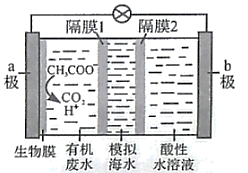 隔膜1 隔膜2
a
极
b
极
CH₃COO⁻
CO₂
H⁺
生物膜 有机
废水 模拟
海水 酸性
水溶液